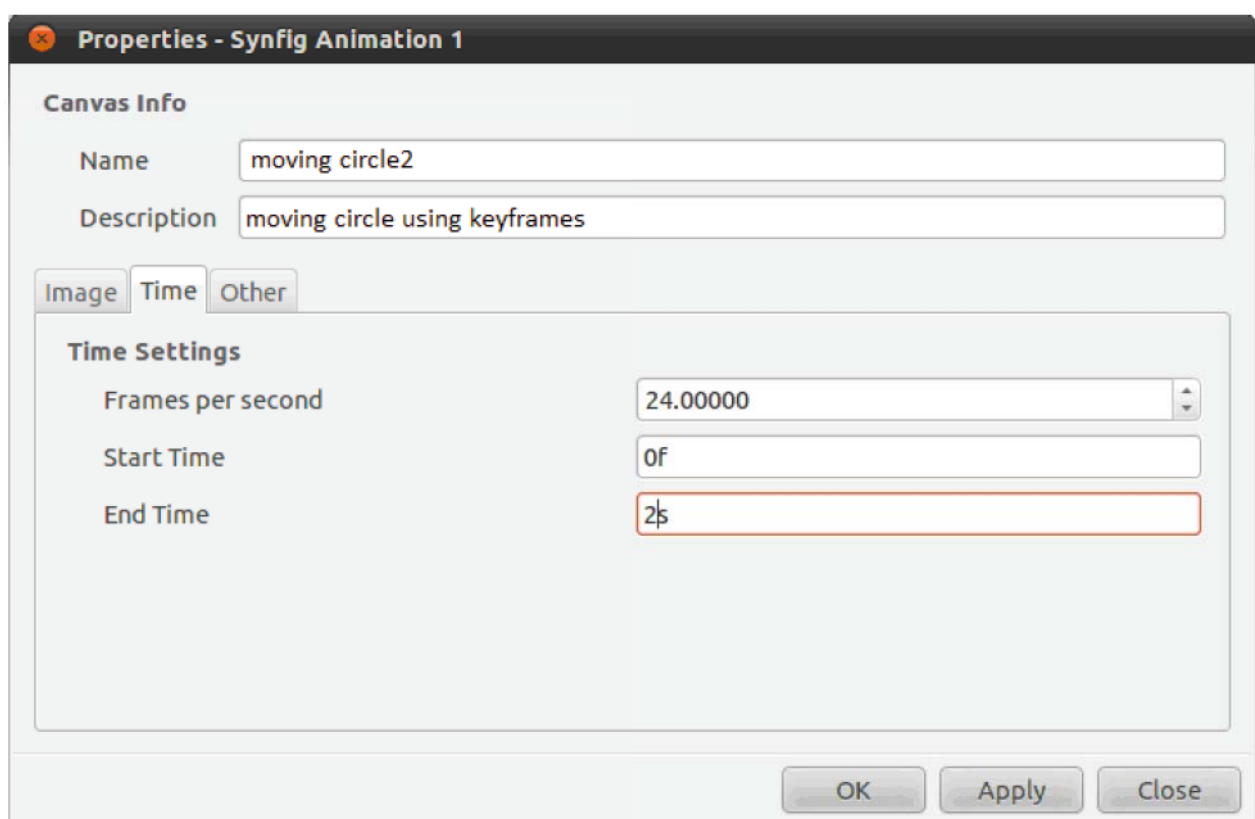 Properties - Synfig Animation 1
Canvas Info
Name moving circle2
Description moving circle using keyframes
Image Time Other
Time Settings
Frames per second 24.00000
Start Time 0f
End Time 2s
OK Apply Close